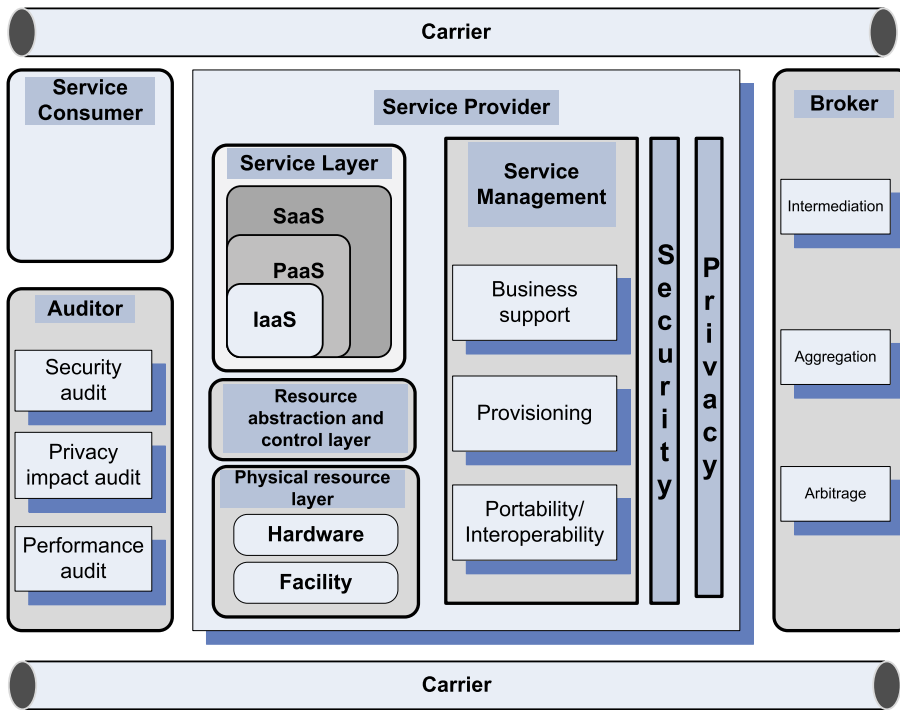 Carrier
Service
Consumer
Auditor
Security
audit
Privacy
impact audit
Performance
audit
Service Provider
Service Layer
SaaS
PaaS
IaaS
Resource
abstraction and
control layer
Physical resource
layer
Hardware
Facility
Service
Management
Business
support
Provisioning
Portability/
Interoperability
Security
Privacy
Broker
Intermediation
Aggregation
Arbitrage
Carrier